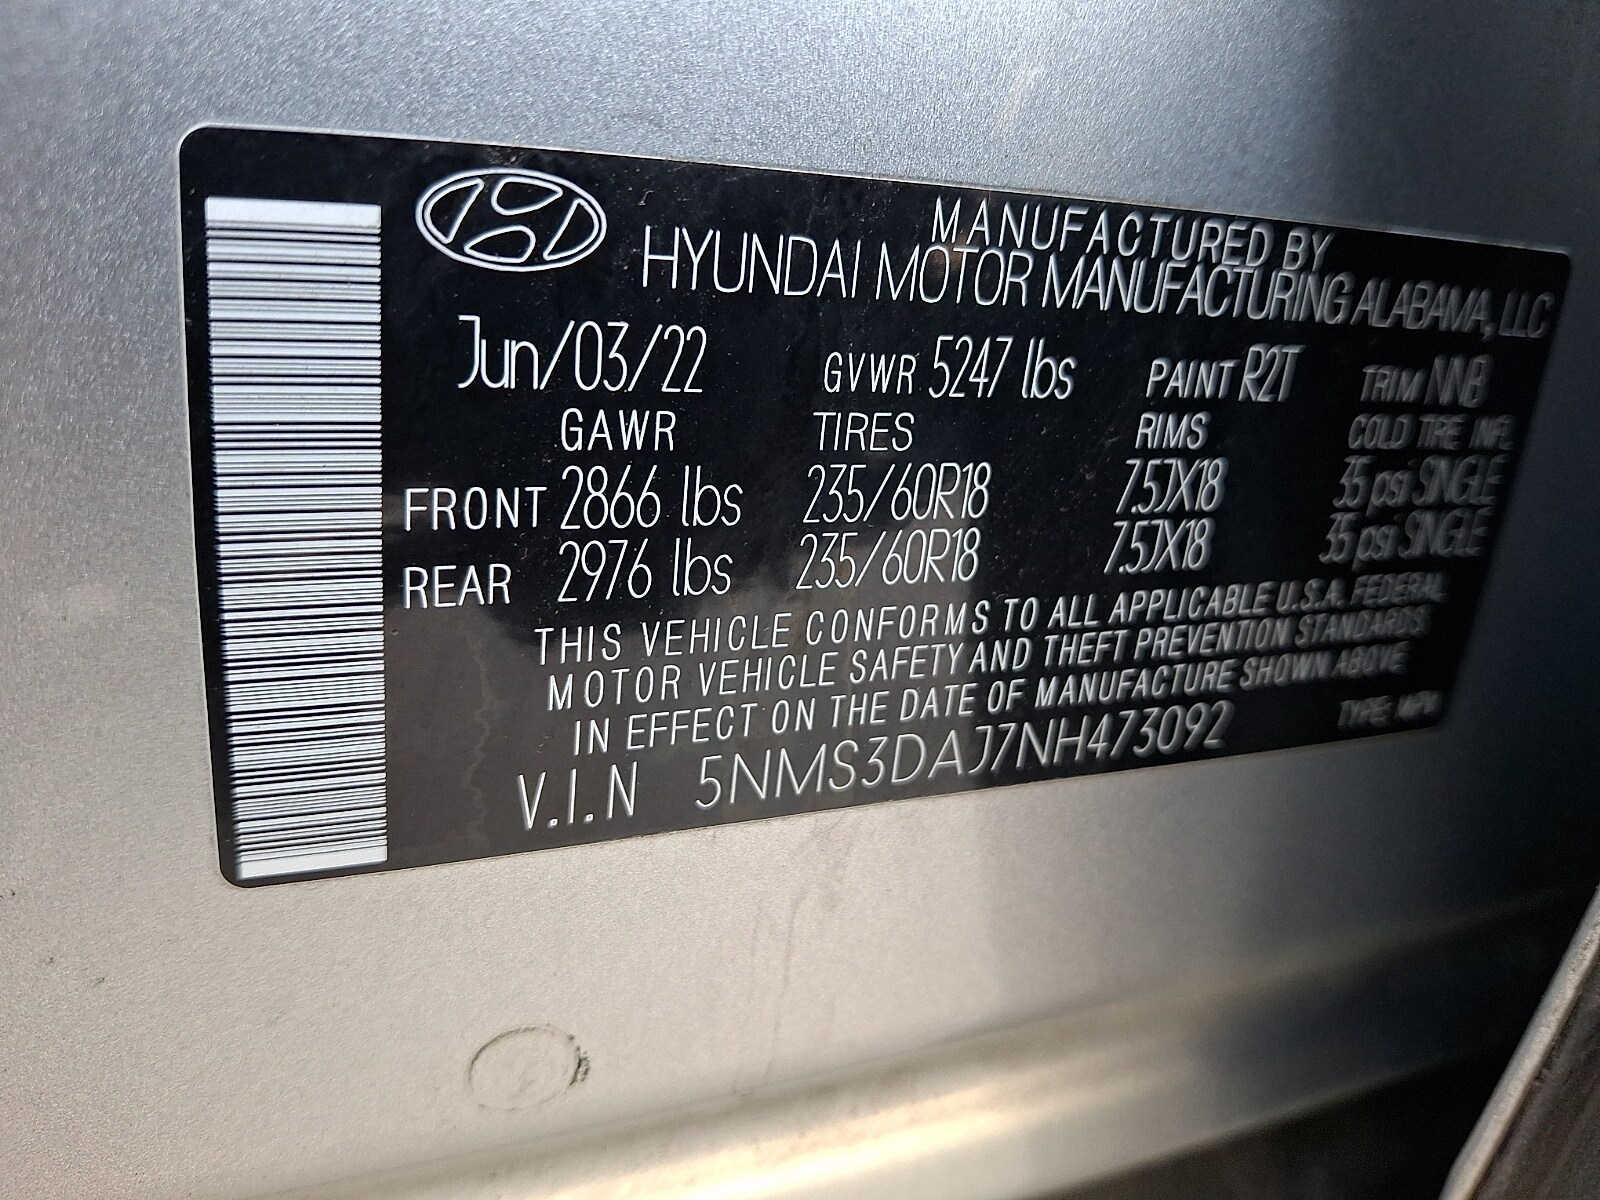 MANUFACTURED BY
HYUNDAI MOTOR MANUFACTURING ALABAMA, LLC
Jun/03/22 GVWR 5247 lbs PAINT R2T TRIM NNB
GAWR TIRES RIMS COLD TIRE INFL
FRONT 2866 lbs 235/60R18 7.5JX18 35 psi SINGLE
REAR 2976 lbs 235/60R18 7.5JX18 35 psi SINGLE
THIS VEHICLE CONFORMS TO ALL APPLICABLE U.S.A. FEDERAL
MOTOR VEHICLE SAFETY AND THEFT PREVENTION STANDARDS
IN EFFECT ON THE DATE OF MANUFACTURE SHOWN ABOVE
V.I.N 5NMS3DAJ7NH473092 TYPE: MPV